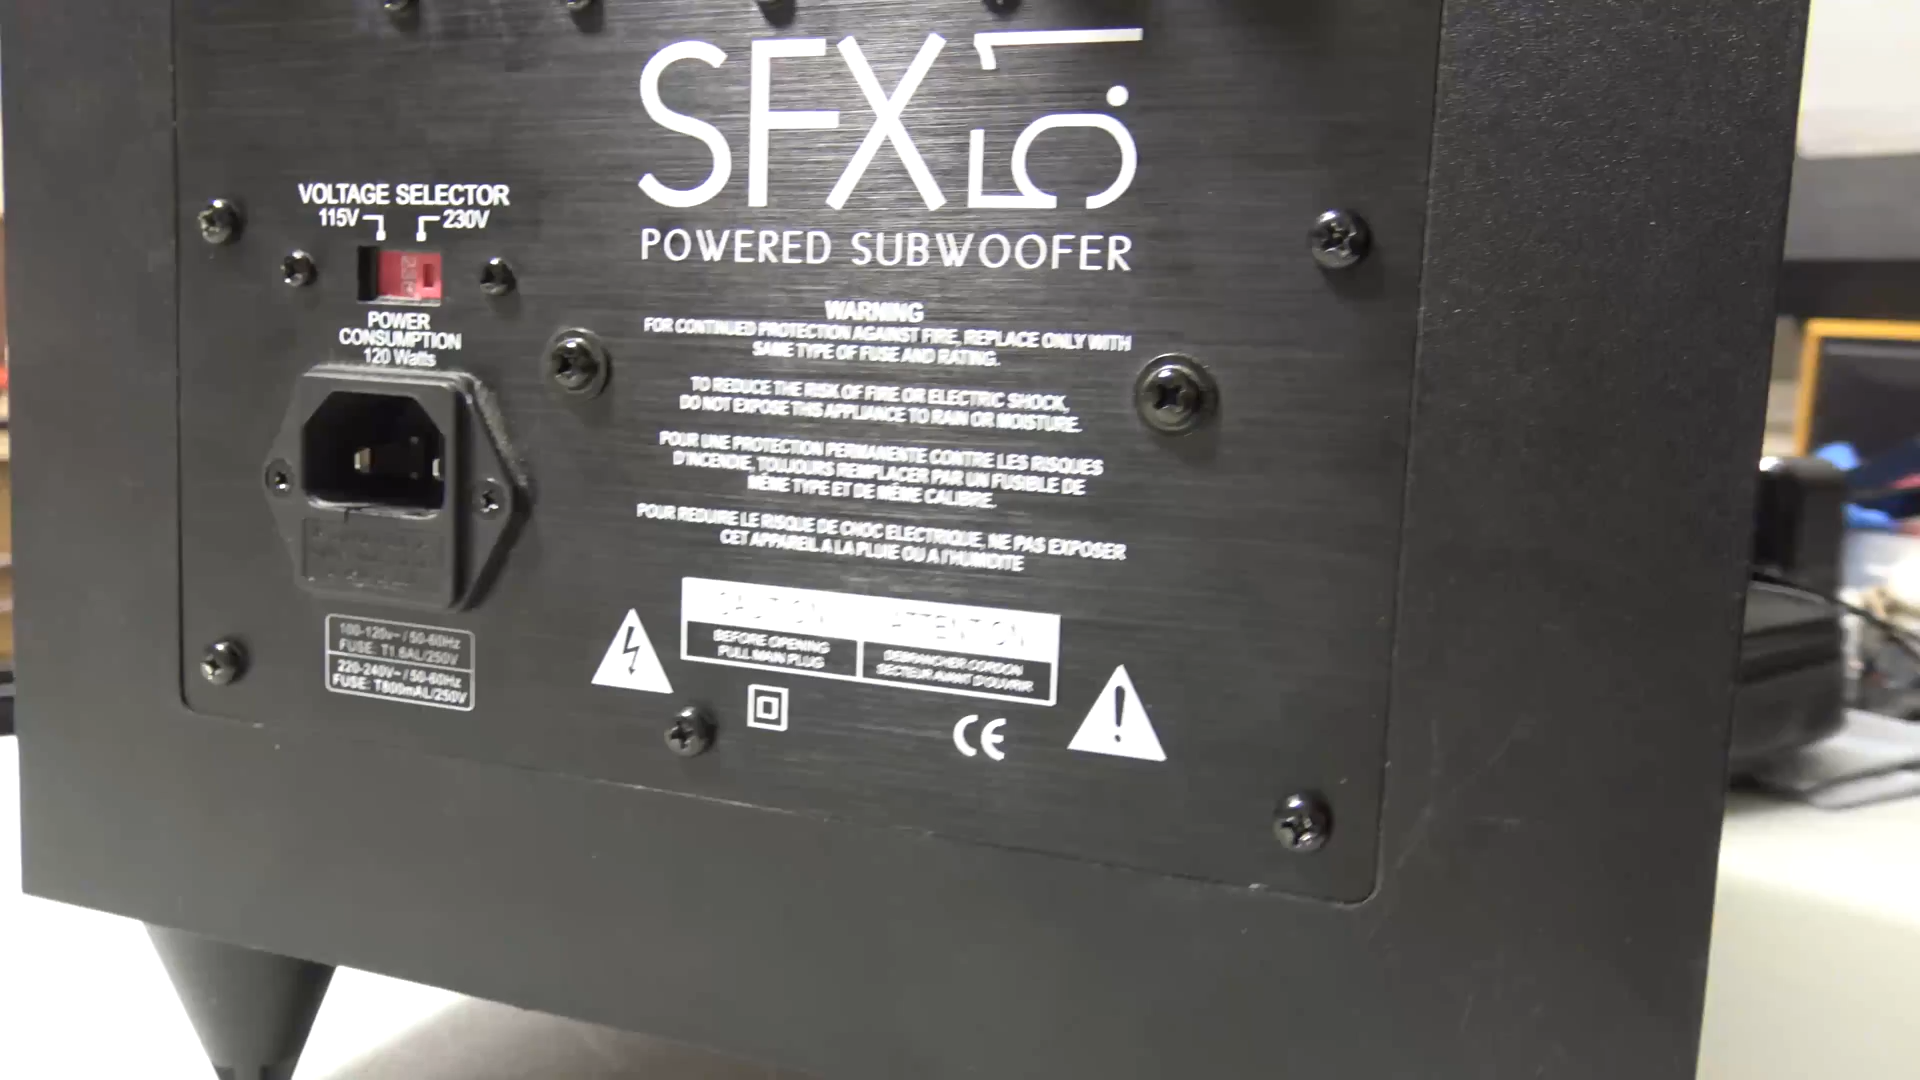 SFX 5.1
POWERED SUBWOOFER
VOLTAGE SELECTOR
115V 230V
230
POWER
CONSUMPTION
120 Watts
WARNING
FOR CONTINUED PROTECTION AGAINST FIRE, REPLACE ONLY WITH
SAME TYPE OF FUSE AND RATING.
TO REDUCE THE RISK OF FIRE OR ELECTRIC SHOCK,
DO NOT EXPOSE THIS APPLIANCE TO RAIN OR MOISTURE.
POUR UNE PROTECTION PERMANENTE CONTRE LES RISQUES
D'INCENDIE, TOUJOURS REMPLACER PAR UN FUSIBLE DE
MÊME TYPE ET DE MÊME CALIBRE.
POUR REDUIRE LE RISQUE DE CHOC ELECTRIQUE, NE PAS EXPOSER
CET APPAREIL A LA PLUIE OU A l'HUMIDITE
100-120v~ / 50-60Hz
FUSE: T1.6AL/250V
220-240V~ / 50-60Hz
FUSE: T800mAL/250V
CAUTION ATTENTION
BEFORE OPENING
PULL MAIN PLUG
DEBRANCHER CORDON
SECTEUR AVANT D'OUVRIR
CE